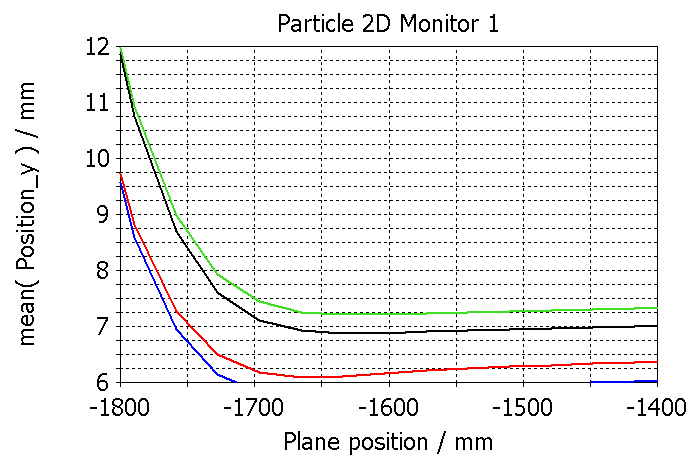 Particle 2D Monitor 1
mean( Position_y ) / mm
12
11
10
9
8
7
6
-1800 -1700 -1600 -1500 -1400
Plane position / mm